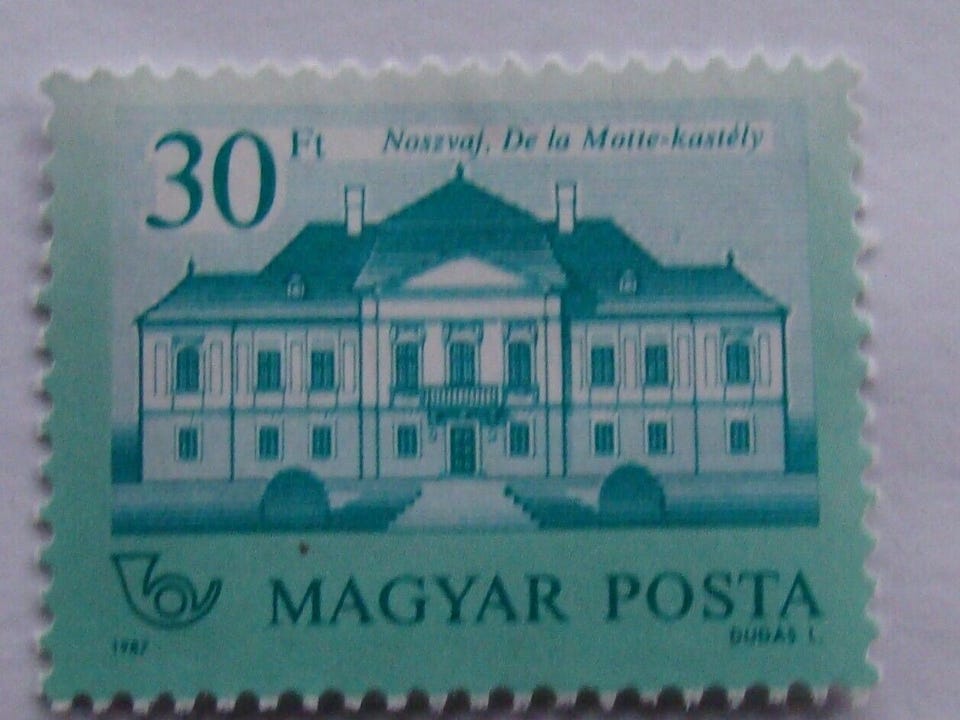 30 Ft
Noszvaj, De la Motte-kastély
MAGYAR POSTA
1987
DUDÁS L.